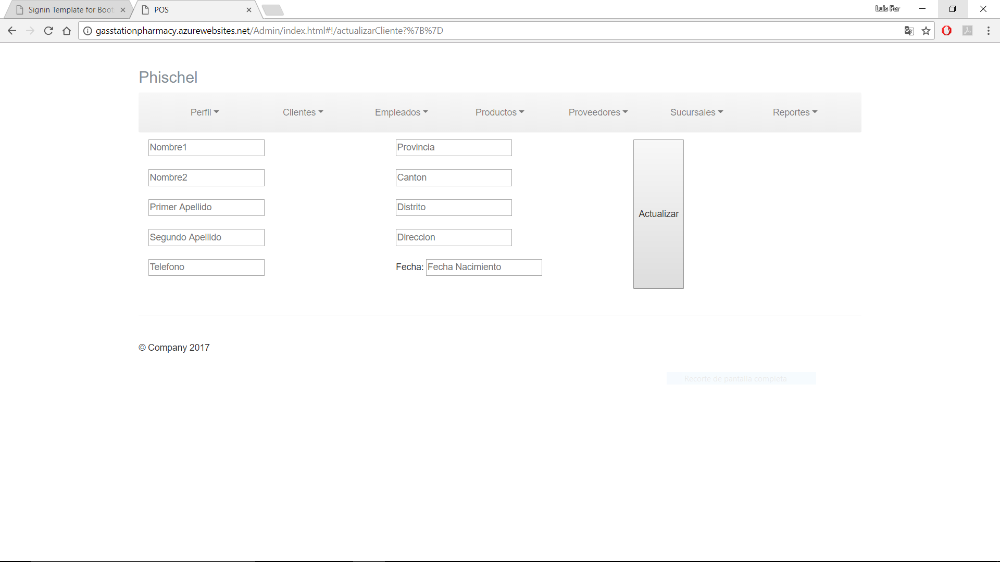 Signin Template for Boot
POS
Luis Fer
gasstationpharmacy.azurewebsites.net/Admin/index.html#!/actualizarCliente?%7B%7D
Phischel
Perfil Clientes Empleados Productos Proveedores Sucursales Reportes
Nombre1
Nombre2
Primer Apellido
Segundo Apellido
Telefono
Provincia
Canton
Distrito
Direccion
Fecha: Fecha Nacimiento
Actualizar
© Company 2017
Recorte de pantalla completa